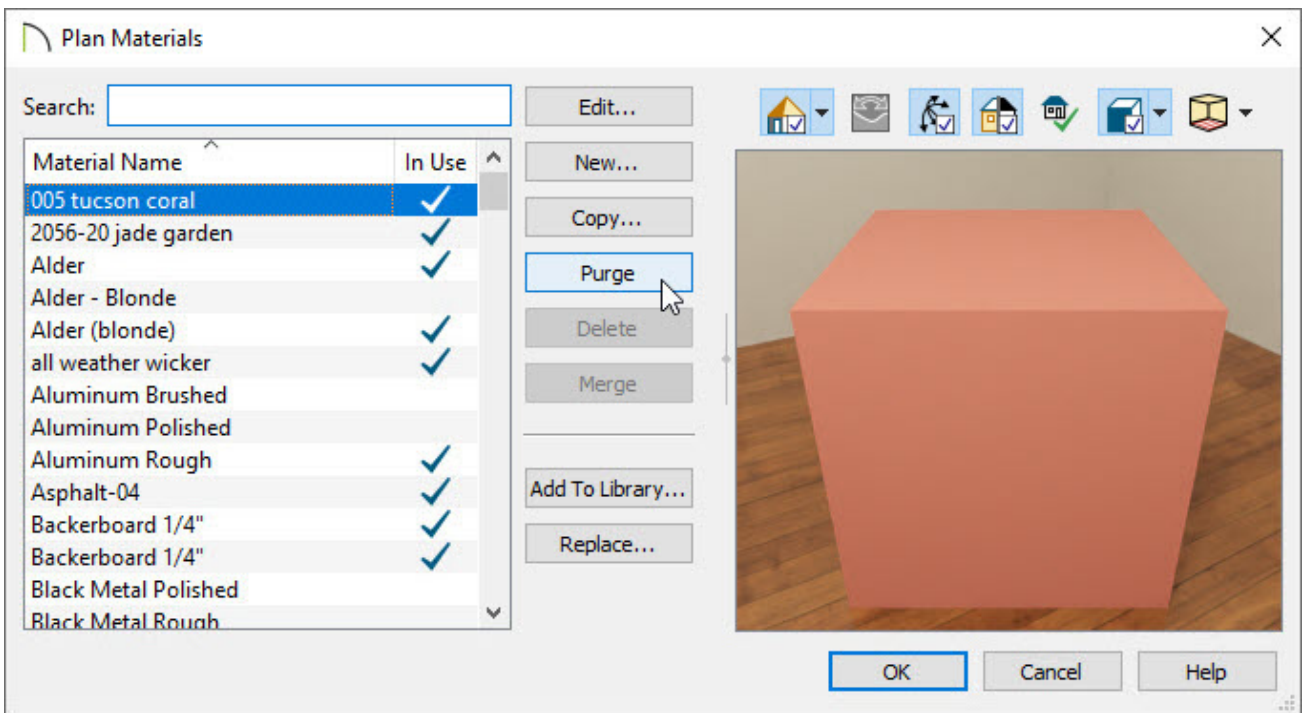 Plan Materials
Search:
Material Name In Use
005 tucson coral
2056-20 jade garden
Alder
Alder - Blonde
Alder (blonde)
all weather wicker
Aluminum Brushed
Aluminum Polished
Aluminum Rough
Asphalt-04
Backerboard 1/4"
Backerboard 1/4"
Black Metal Polished
Black Metal Rough
Edit...
New...
Copy...
Purge
Delete
Merge
Add To Library...
Replace...
OK Cancel Help